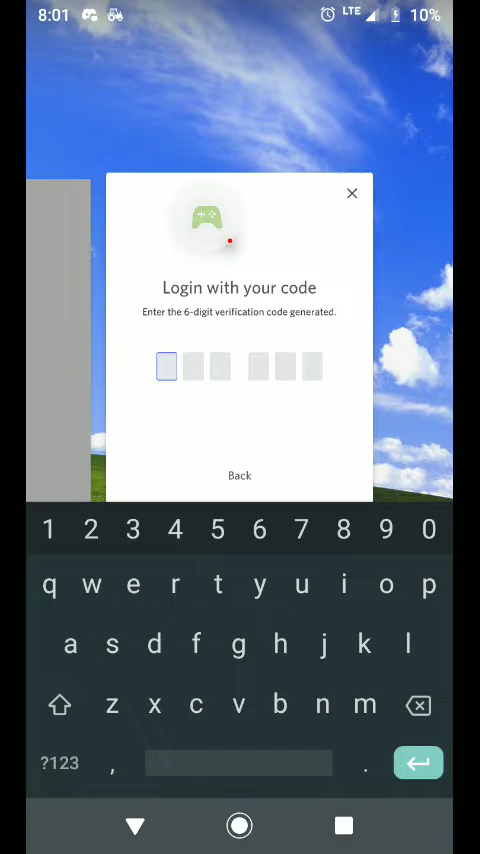 8:01 LTE 10%
Login with your code
Enter the 6-digit verification code generated.
Back
1 2 3 4 5 6 7 8 9 0
q w e r t y u i o p
a s d f g h j k l
z x c v b n m
?123 , .